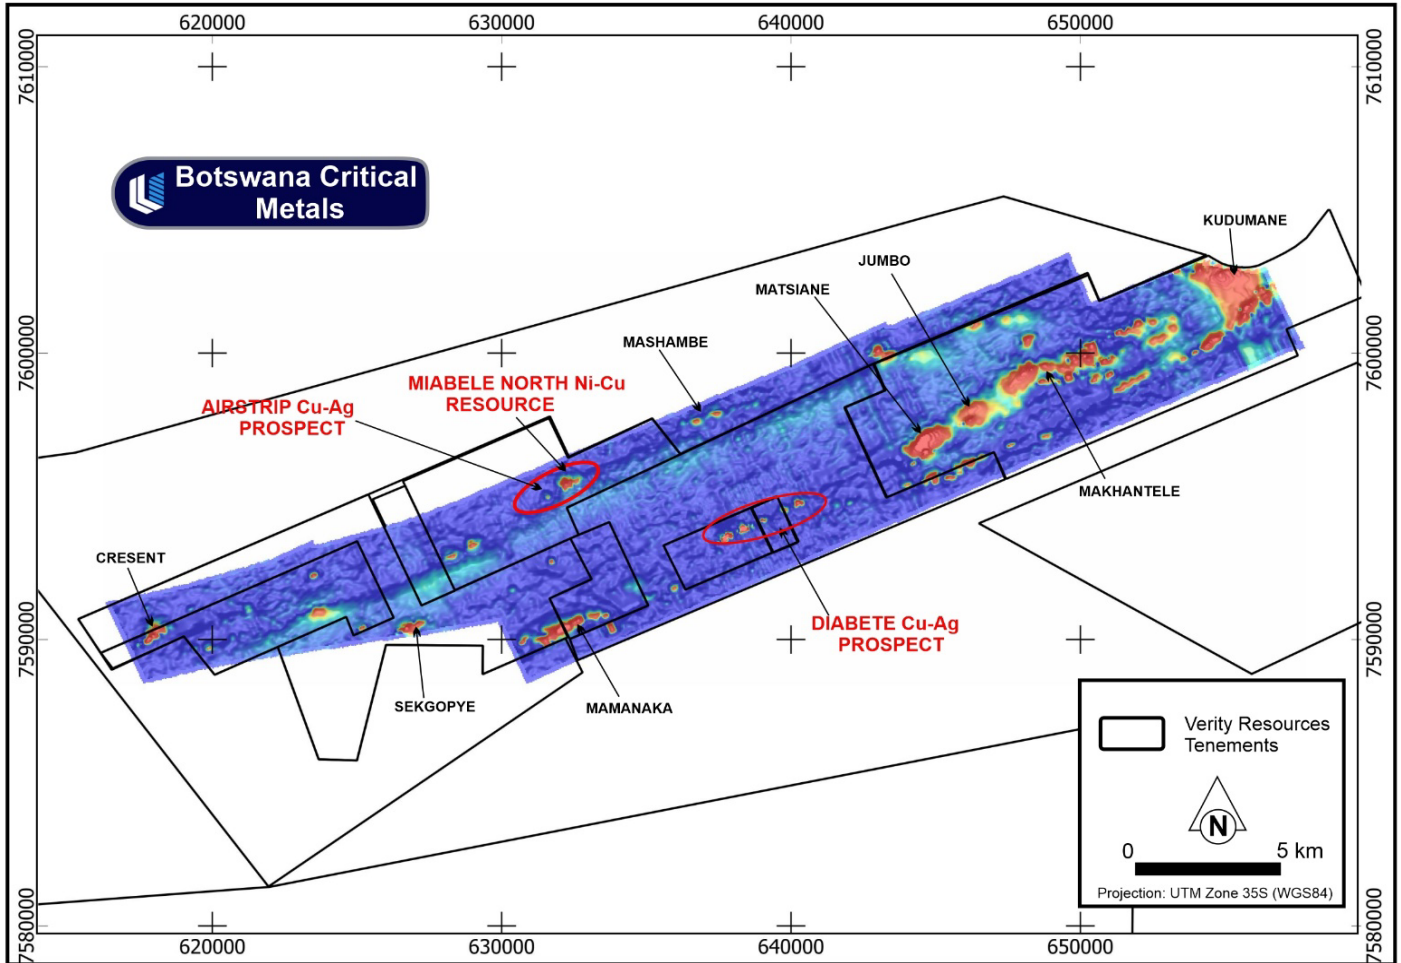 620000
630000
640000
650000
7610000
7610000
Botswana Critical
Metals
KUDUMANE
JUMBO
MATSIANE
MASHAMBE
7600000
7600000
MIABELE NORTH Ni-Cu
RESOURCE
AIRSTRIP Cu-Ag
PROSPECT
MAKHANTELE
CRESENT
DIABETE Cu-Ag
PROSPECT
7590000
7590000
SEKGOPYE
MAMANAKA
Verity Resources
Tenements
N
0
5 km
Projection: UTM Zone 35S (WGS84)
7580000
7580000
620000
630000
640000
650000